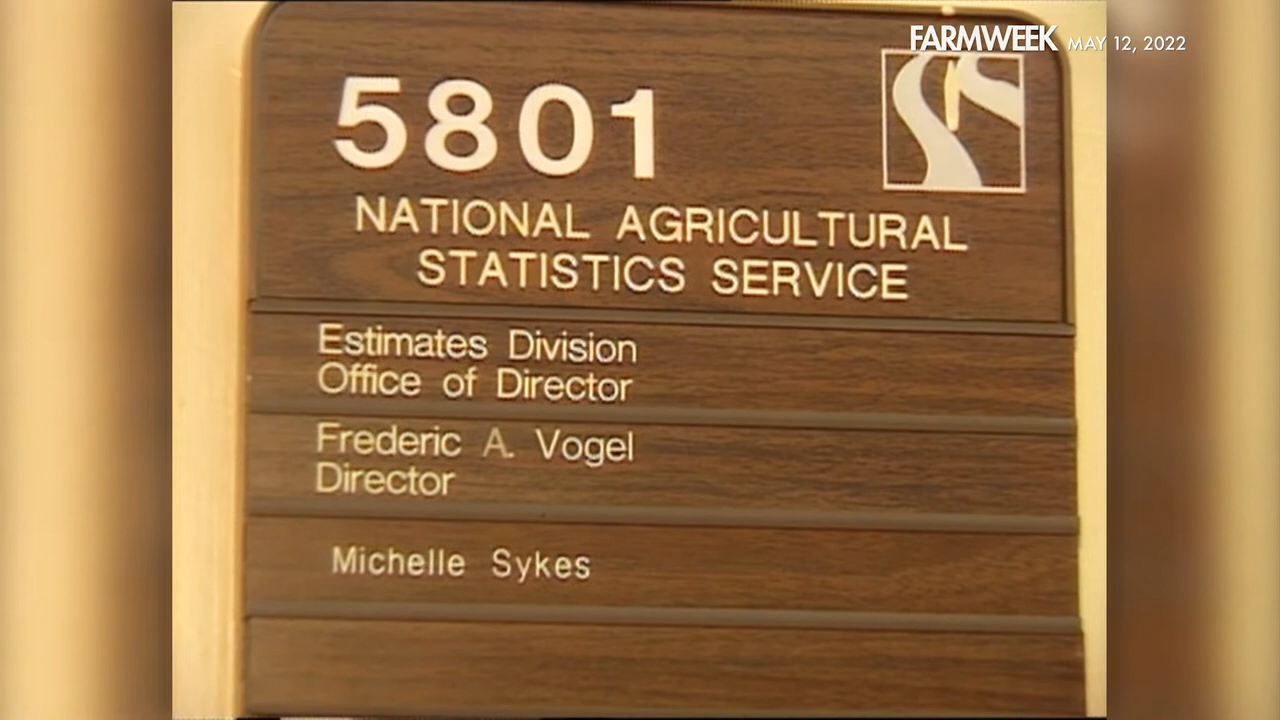 FARMWEEK MAY 12, 2022
5801
NATIONAL AGRICULTURAL
STATISTICS SERVICE
Estimates Division
Office of Director
Frederic A. Vogel
Director
Michelle Sykes